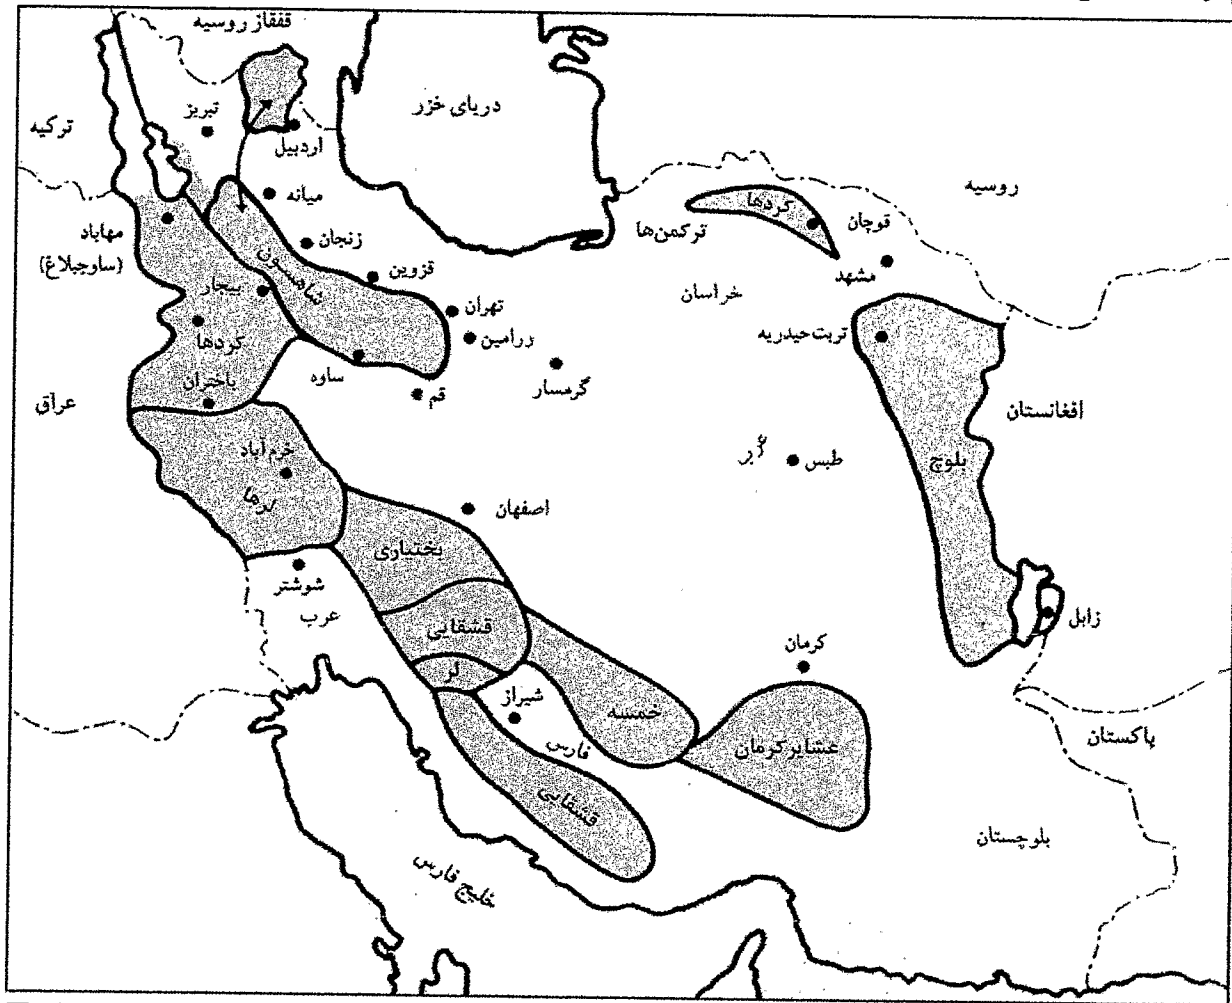 قفقاز روسیه
دریای خزر
تبریز
ترکیه
اردبیل
میانه
روسیه
کردها
قوچان
ترکمن‌ها
زنجان
مهاباد
(ساوجبلاغ)
شاهسون
قزوین
مشهد
خراسان
بیجار
تهران
ورامین
تربت‌حیدریه
کردها
ساوه
گرمسار
باختران
قم
عراق
افغانستان
خرم‌آباد
طبس
بلوچ
لرها
اصفهان
بختیاری
شوشتر
عرب
قشقایی
زابل
کرمان
لر
شیراز
خمسه
فارس
عشایر کرمان
پاکستان
قشقایی
بلوچستان
خلیج فارس